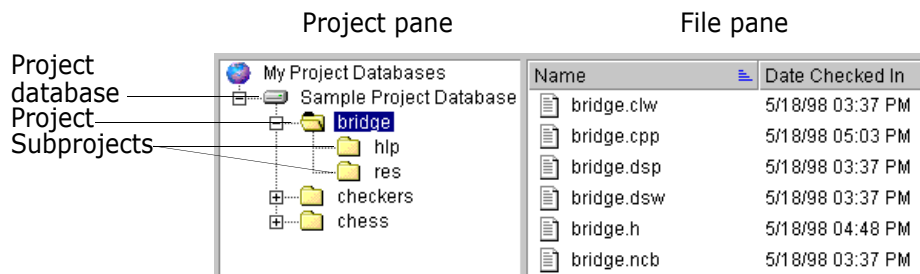 Project pane File pane
Project
database
Project
Subprojects
My Project Databases
Sample Project Database
bridge
hlp
res
checkers
chess
Name Date Checked In
bridge.clw 5/18/98 03:37 PM
bridge.cpp 5/18/98 05:03 PM
bridge.dsp 5/18/98 03:37 PM
bridge.dsw 5/18/98 03:37 PM
bridge.h 5/18/98 04:48 PM
bridge.ncb 5/18/98 03:37 PM